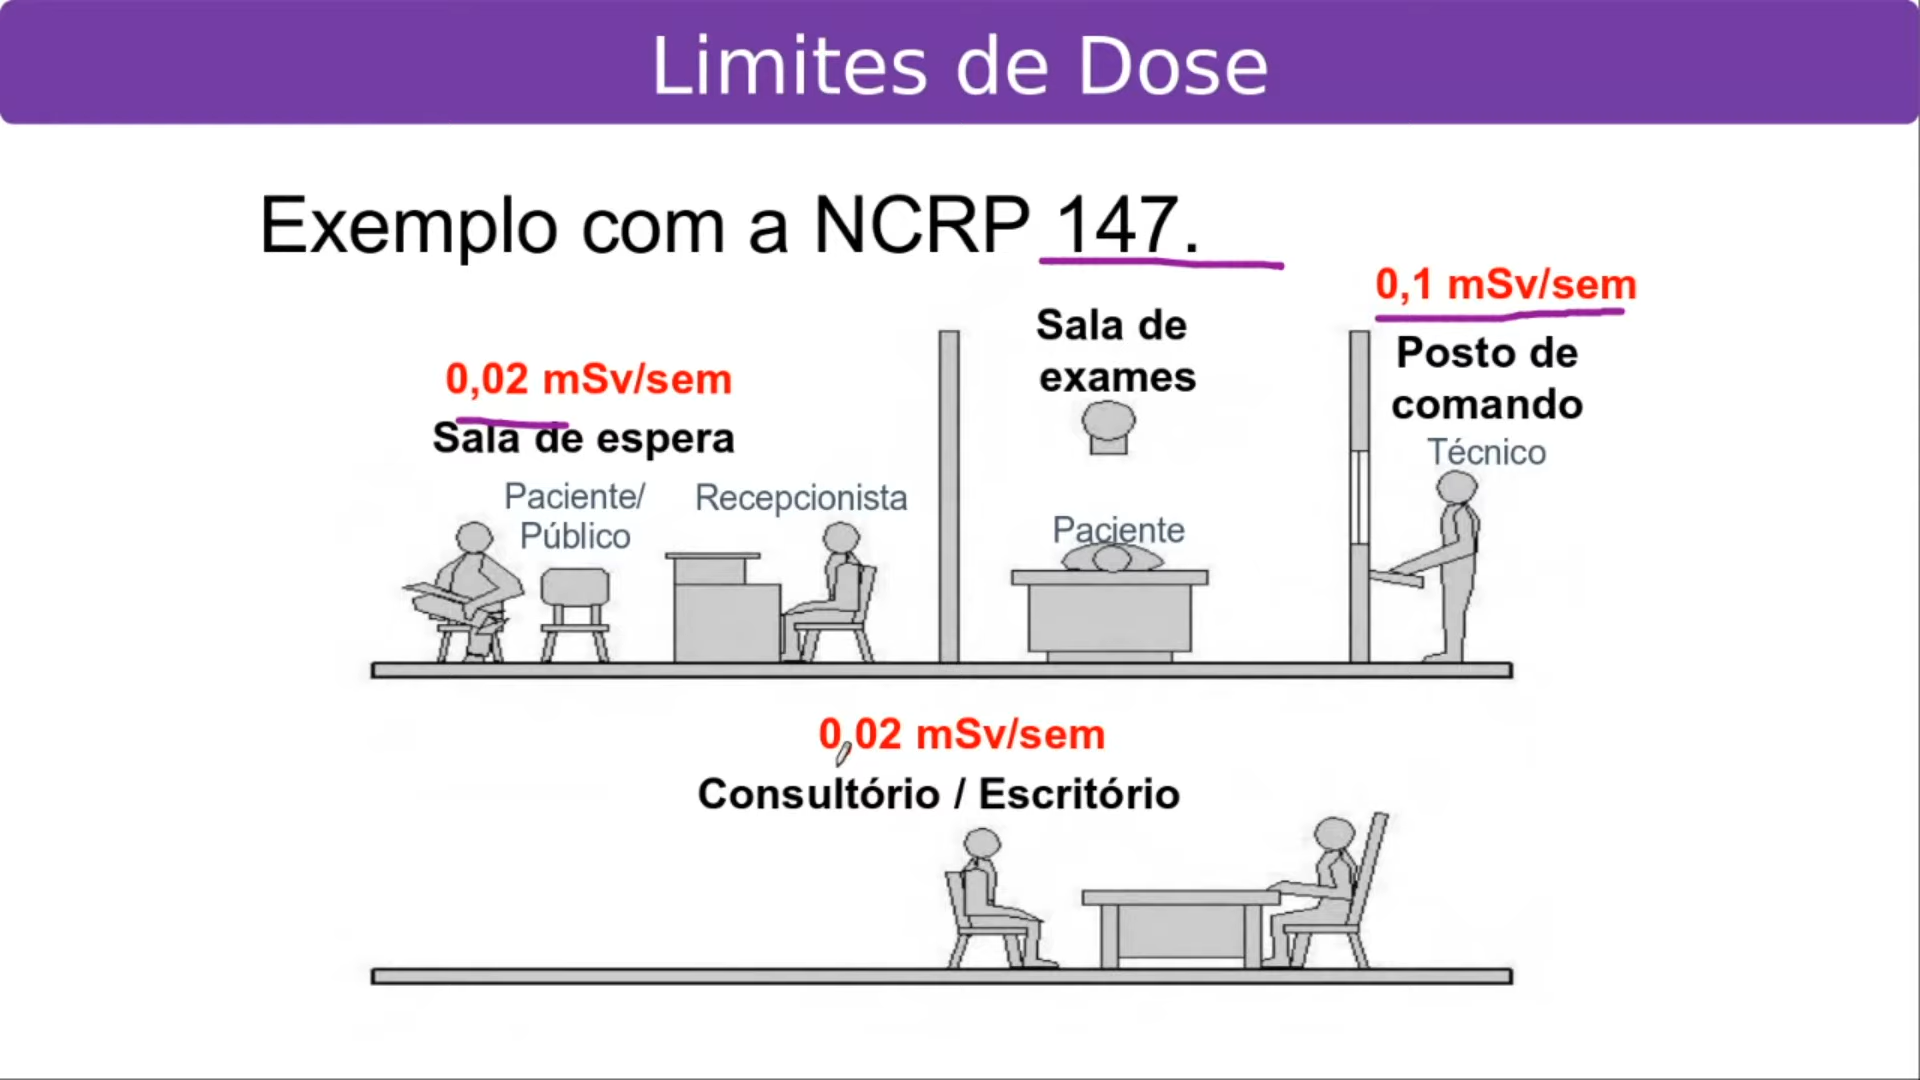 Limites de Dose
Exemplo com a NCRP 147.
0,1 mSv/sem
Sala de
exames
Posto de
comando
Técnico
0,02 mSv/sem
Sala de espera
Paciente/
Público
Recepcionista
Paciente
0,02 mSv/sem
Consultório / Escritório